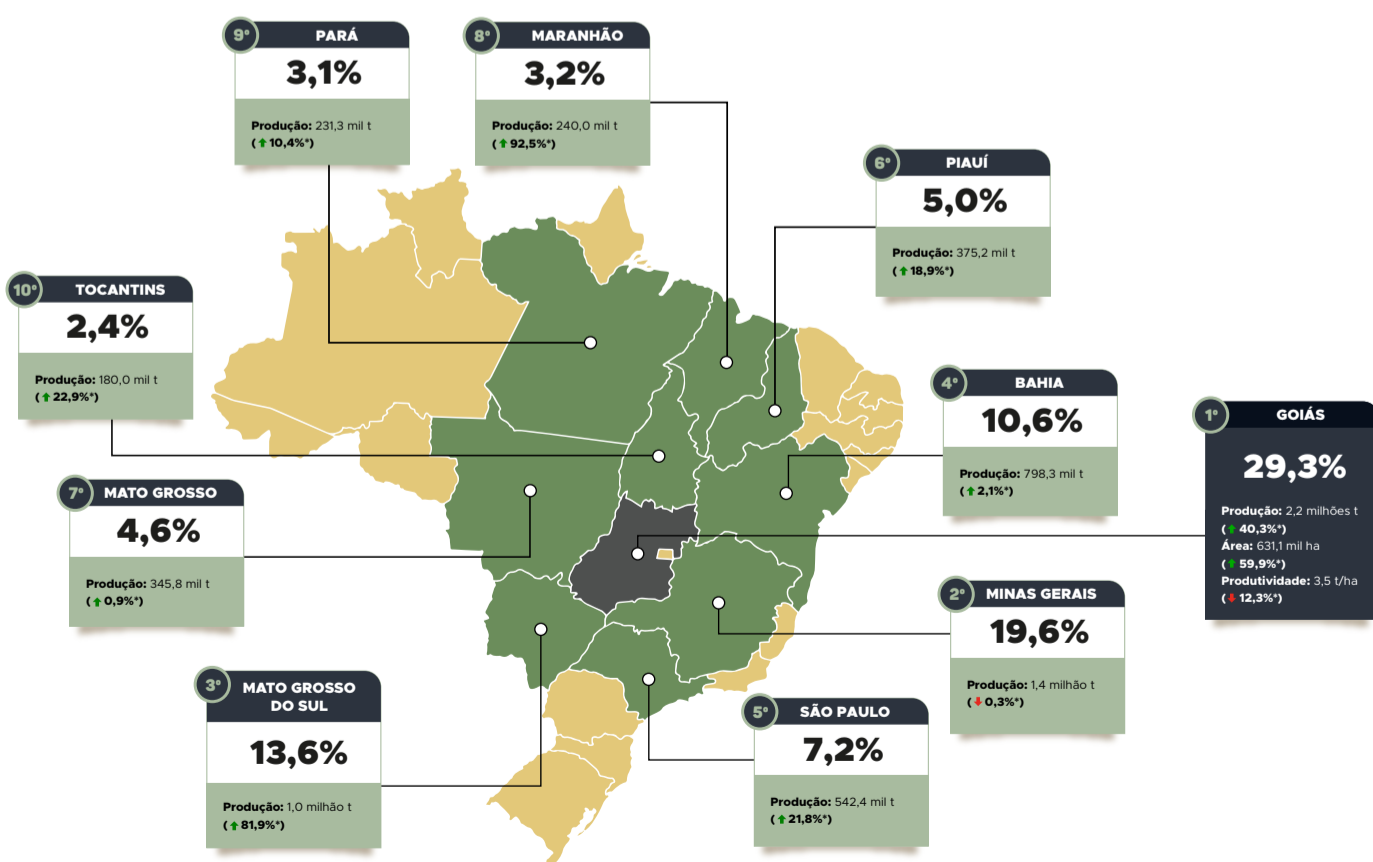 9º
PARÁ
3,1%
Produção: 231,3 mil t
(⬆10,4%*)
8º
MARANHÃO
3,2%
Produção: 240,0 mil t
(⬆92,5%*)
6º
PIAUÍ
5,0%
Produção: 375,2 mil t
(⬆18,9%*)
10º
TOCANTINS
2,4%
Produção: 180,0 mil t
(⬆22,9%*)
4º
BAHIA
10,6%
Produção: 798,3 mil t
(⬆2,1%*)
1º
GOIÁS
29,3%
Produção: 2,2 milhões t
(⬆40,3%*)
Área: 631,1 mil ha
(⬆59,9%*)
Produtividade: 3,5 t/ha
(⬇12,3%*)
7º
MATO GROSSO
4,6%
Produção: 345,8 mil t
(⬆0,9%*)
2º
MINAS GERAIS
19,6%
Produção: 1,4 milhão t
(⬇0,3%*)
3º
MATO GROSSO
DO SUL
13,6%
Produção: 1,0 milhão t
(⬆81,9%*)
5º
SÃO PAULO
7,2%
Produção: 542,4 mil t
(⬆21,8%*)